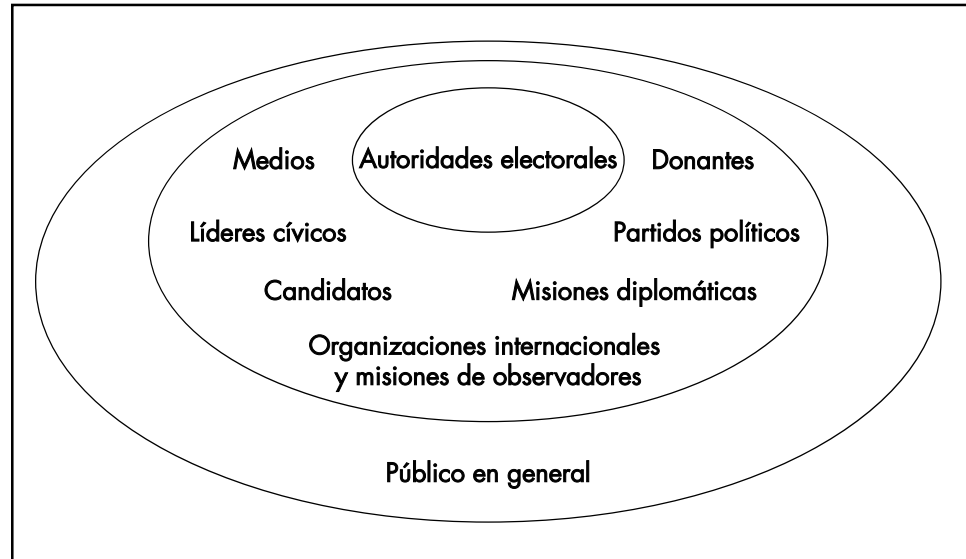 Medios
Autoridades electorales
Donantes
Líderes cívicos
Partidos políticos
Candidatos
Misiones diplomáticas
Organizaciones internacionales
y misiones de observadores
Público en general